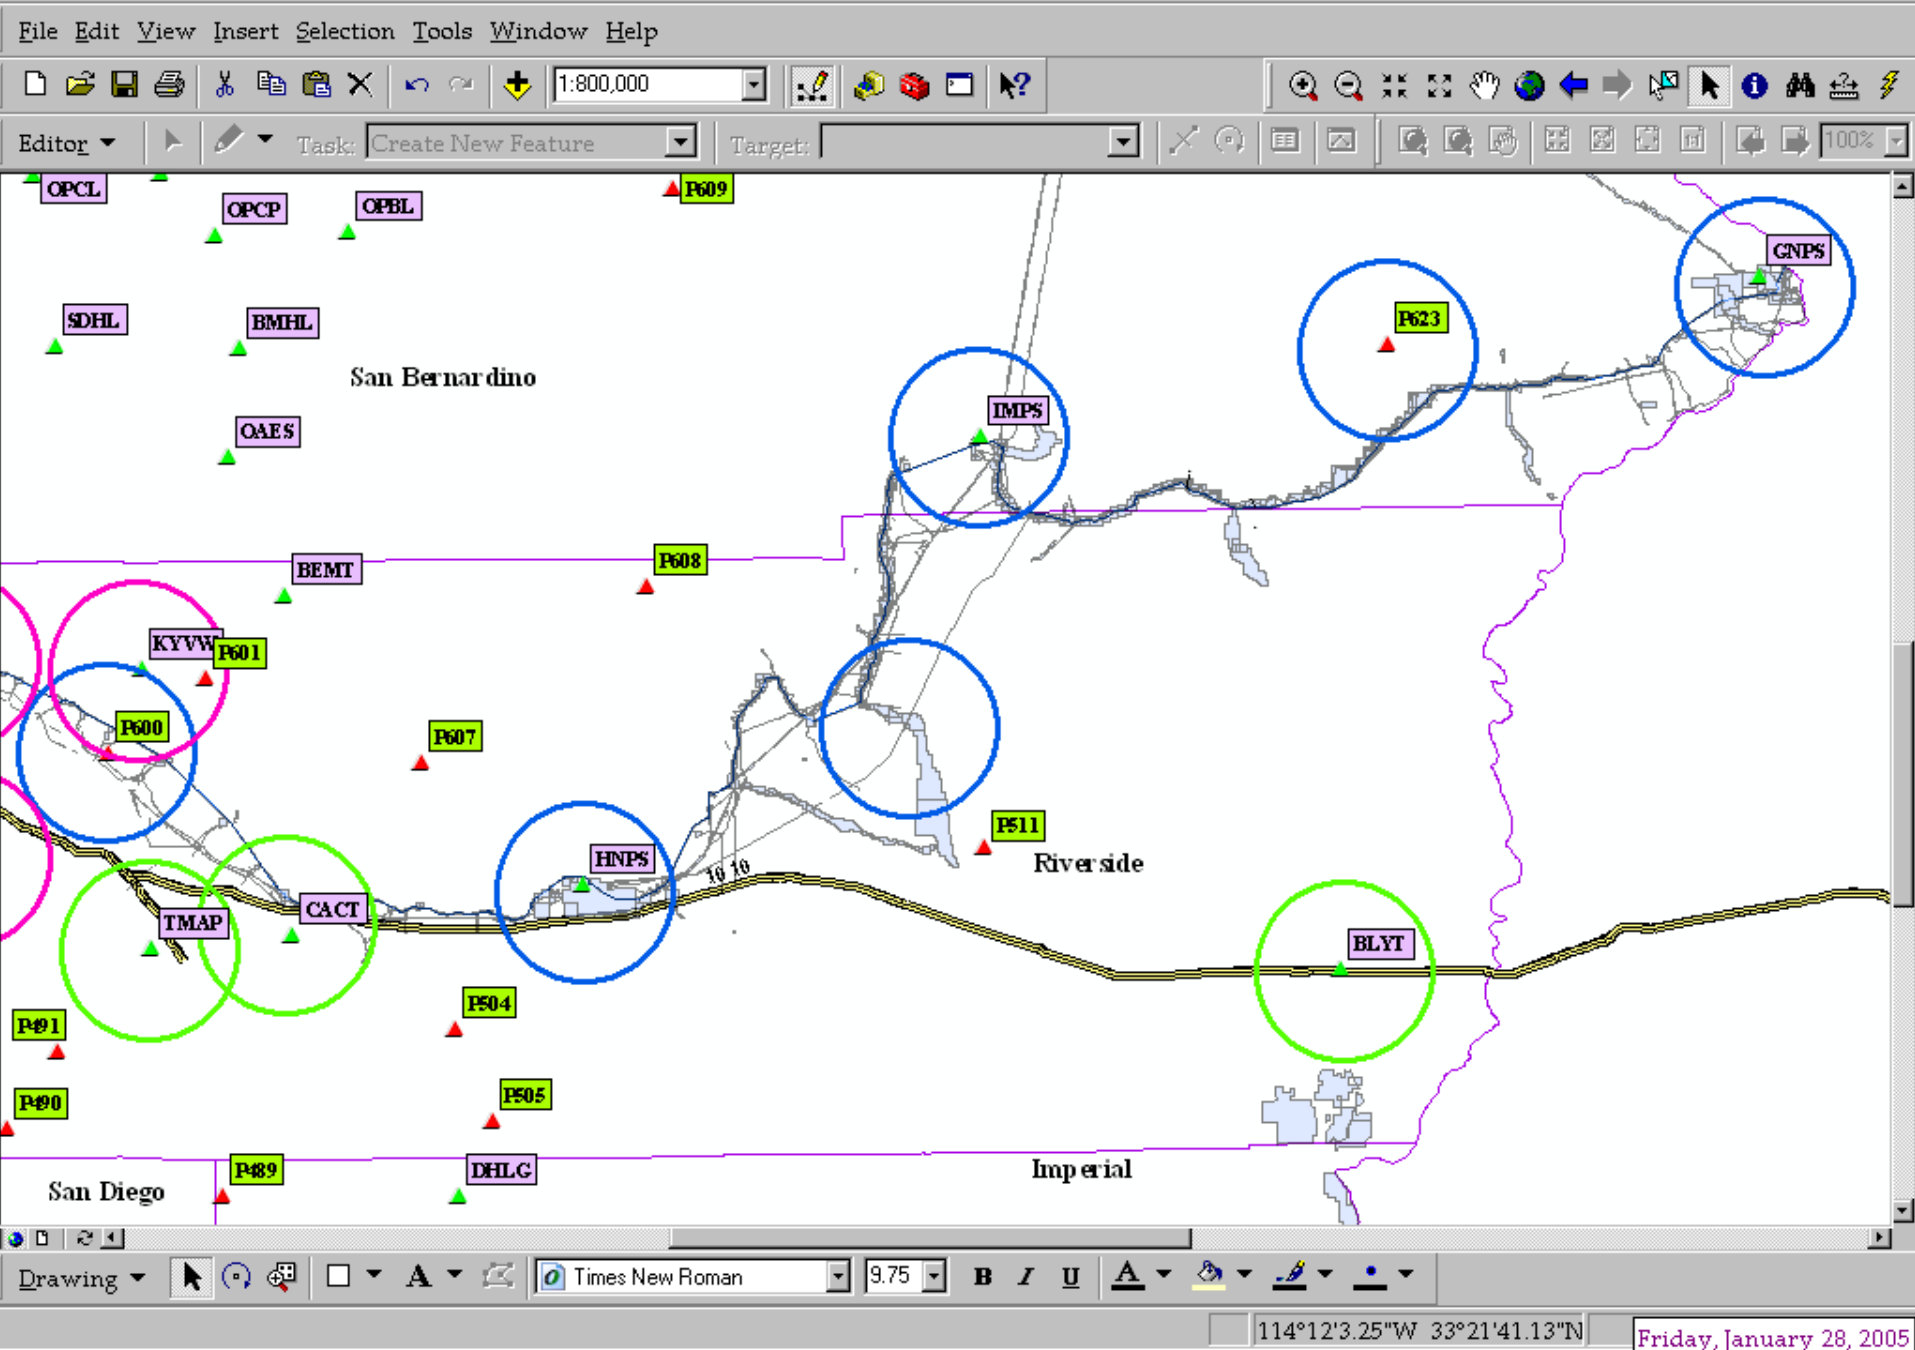 File Edit View Insert Selection Tools Window Help
1:800,000
Editor Task: Create New Feature Target: 100%
OPCL
OPCP
OPBL
P609
GNPS
SDHL
BMHL
P623
San Bernardino
IMPS
OAES
BEMT
P608
KYVW
P601
P600
P607
P511
HNPS
Riverside
10 10
TMAP
CACT
BLYT
P504
P491
P505
P490
P489
DHLG
Imperial
San Diego
Drawing A Times New Roman 9.75 B I U A
114°12'3.25"W 33°21'41.13"N
Friday, January 28, 2005